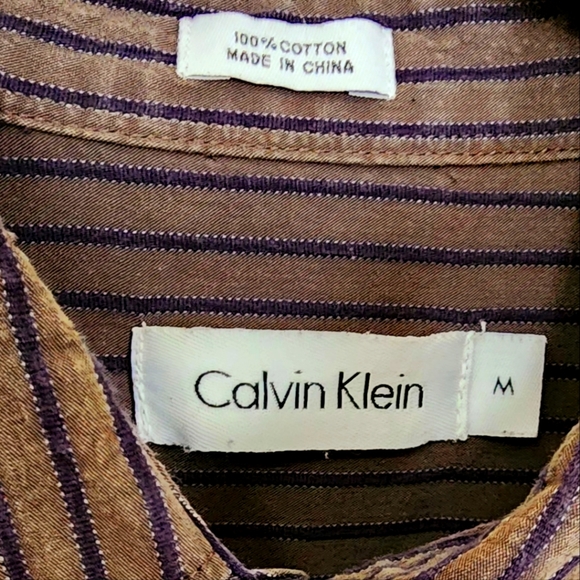 100% COTTON
MADE IN CHINA
Calvin Klein
M